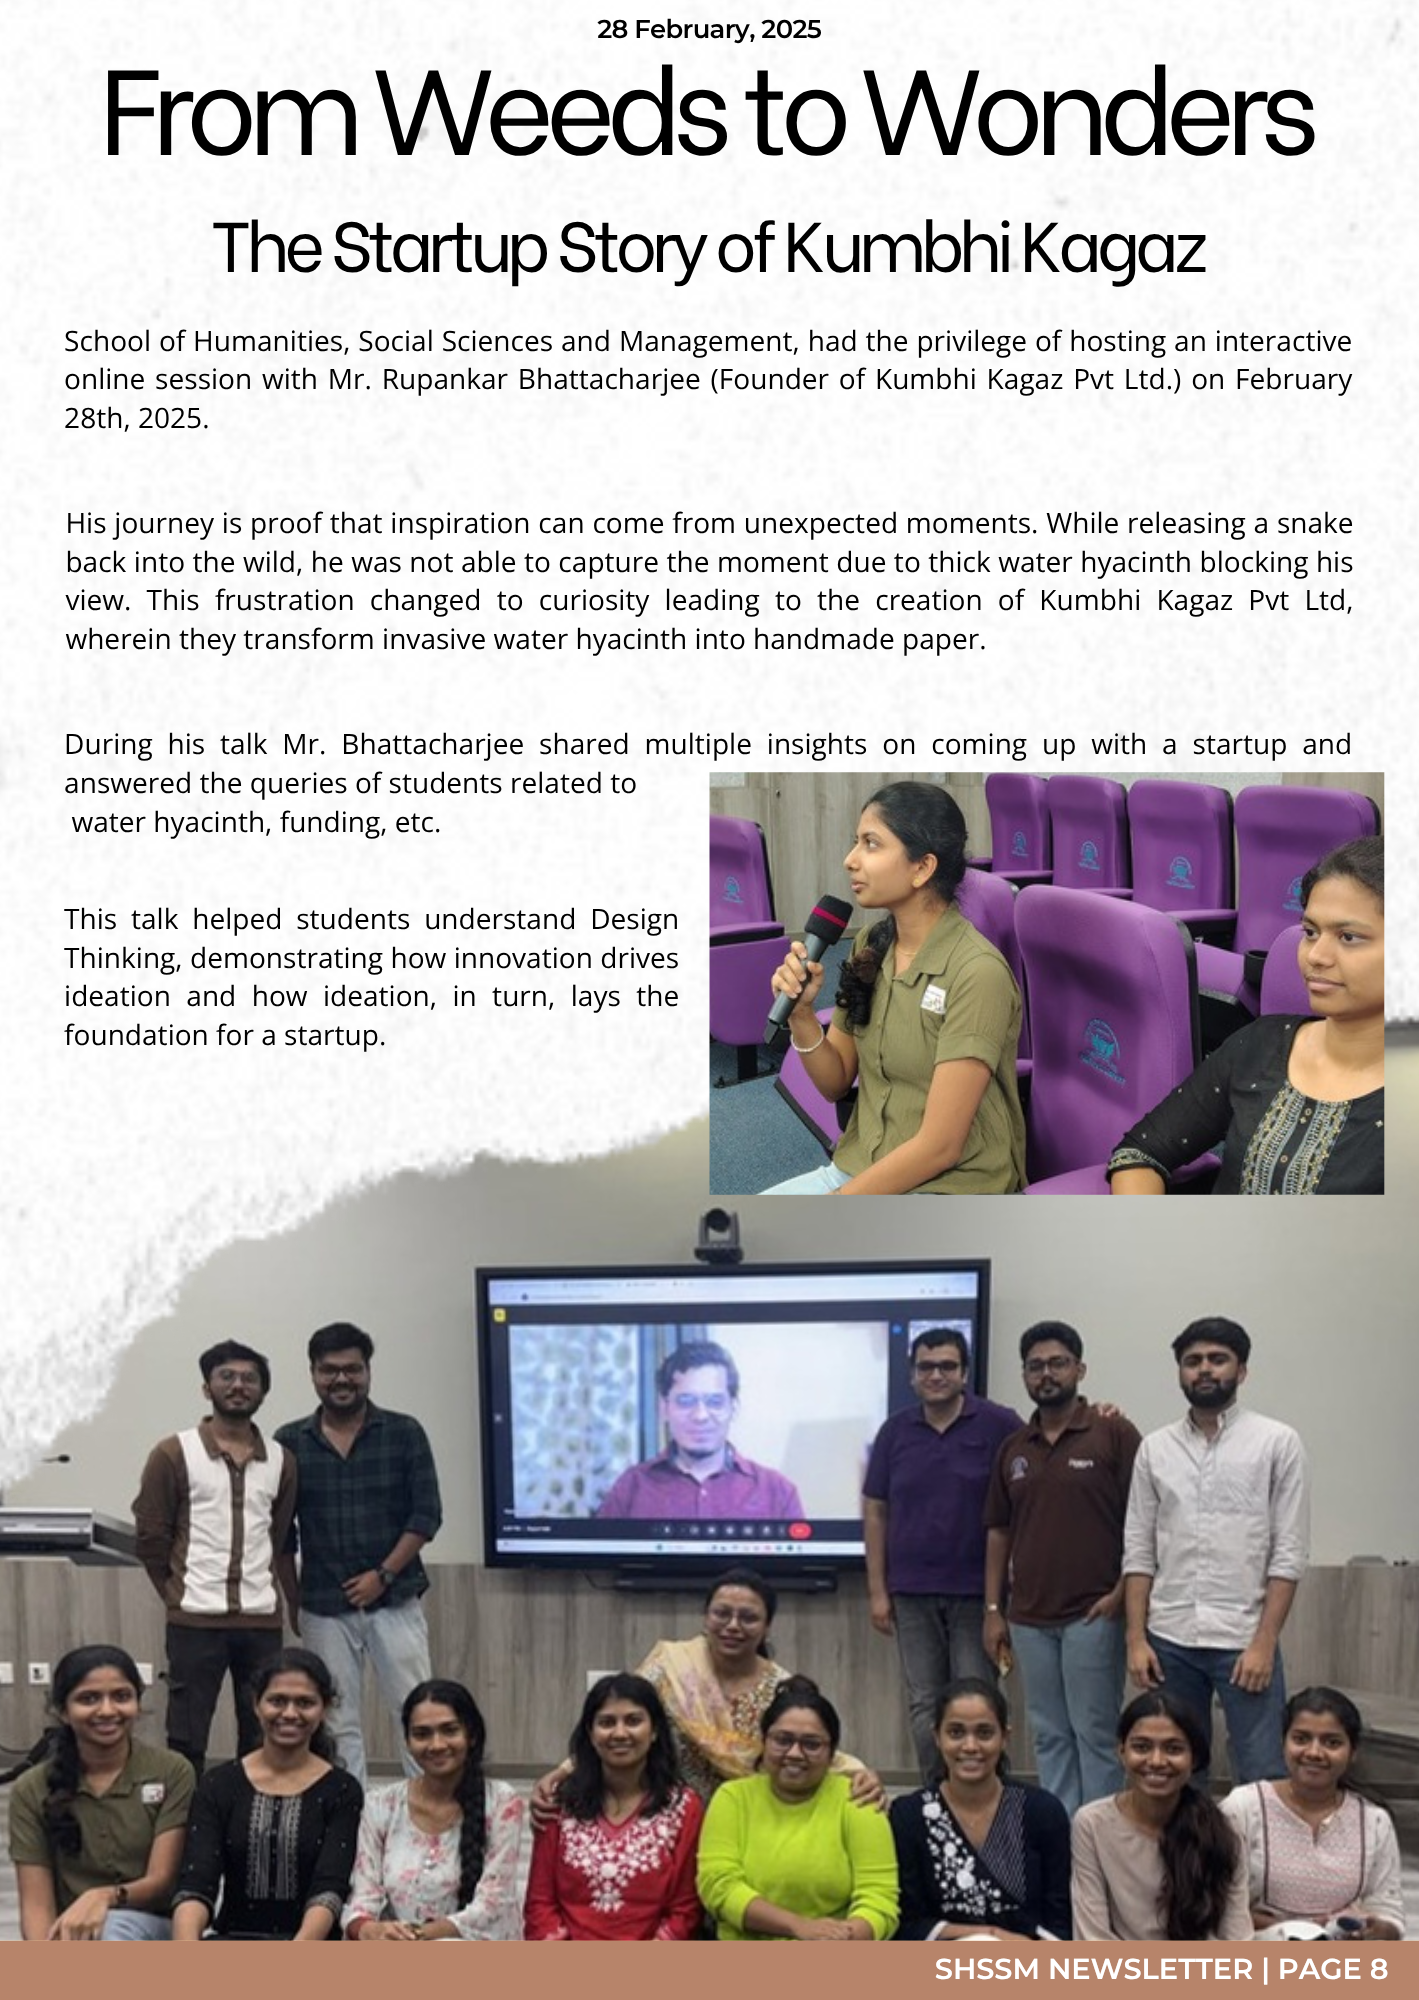 28 February, 2025
From Weeds to Wonders
The Startup Story of Kumbhi Kagaz
School of Humanities, Social Sciences and Management, had the privilege of hosting an interactive
online session with Mr. Rupankar Bhattacharjee (Founder of Kumbhi Kagaz Pvt Ltd.) on February
28th, 2025.
His journey is proof that inspiration can come from unexpected moments. While releasing a snake
back into the wild, he was not able to capture the moment due to thick water hyacinth blocking his
view. This frustration changed to curiosity leading to the creation of Kumbhi Kagaz Pvt Ltd,
wherein they transform invasive water hyacinth into handmade paper.
During his talk Mr. Bhattacharjee shared multiple insights on coming up with a startup and
answered the queries of students related to
water hyacinth, funding, etc.
This talk helped students understand Design
Thinking, demonstrating how innovation drives
ideation and how ideation, in turn, lays the
foundation for a startup.
SHSSM NEWSLETTER | PAGE 8